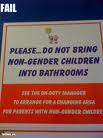 FAIL
PLEASE...DO NOT BRING
NON-GENDER CHILDREN
INTO BATHROOMS
SEE THE ON-DUTY MANAGER
TO ARRANGE FOR A CHANGING AREA
FOR PARENTS WITH NON-GENDER CHILDREN